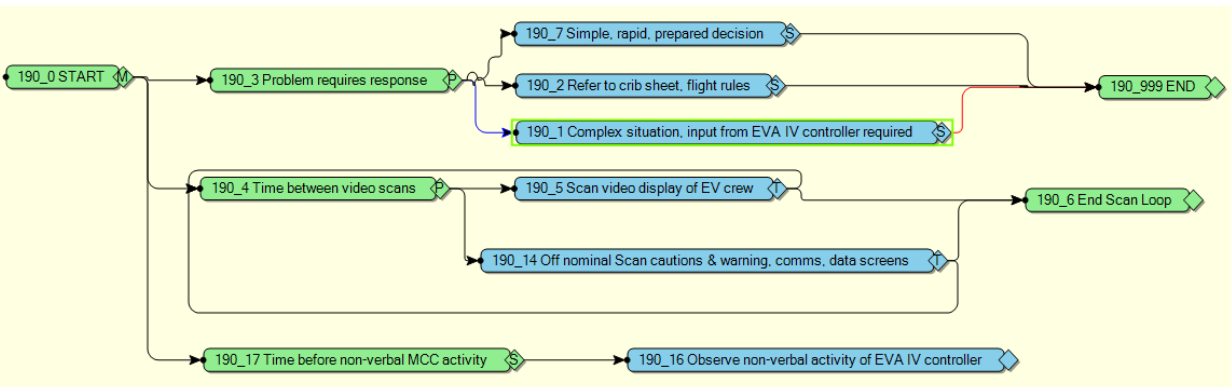 190_7 Simple, rapid, prepared decision S
190_0 START M
190_3 Problem requires response P
190_2 Refer to crib sheet, flight rules S
190_999 END
190_1 Complex situation, input from EVA IV controller required S
190_4 Time between video scans P
190_5 Scan video display of EV crew T
190_6 End Scan Loop
190_14 Off nominal Scan cautions & warning, comms, data screens T
190_17 Time before non-verbal MCC activity S
190_16 Observe non-verbal activity of EVA IV controller